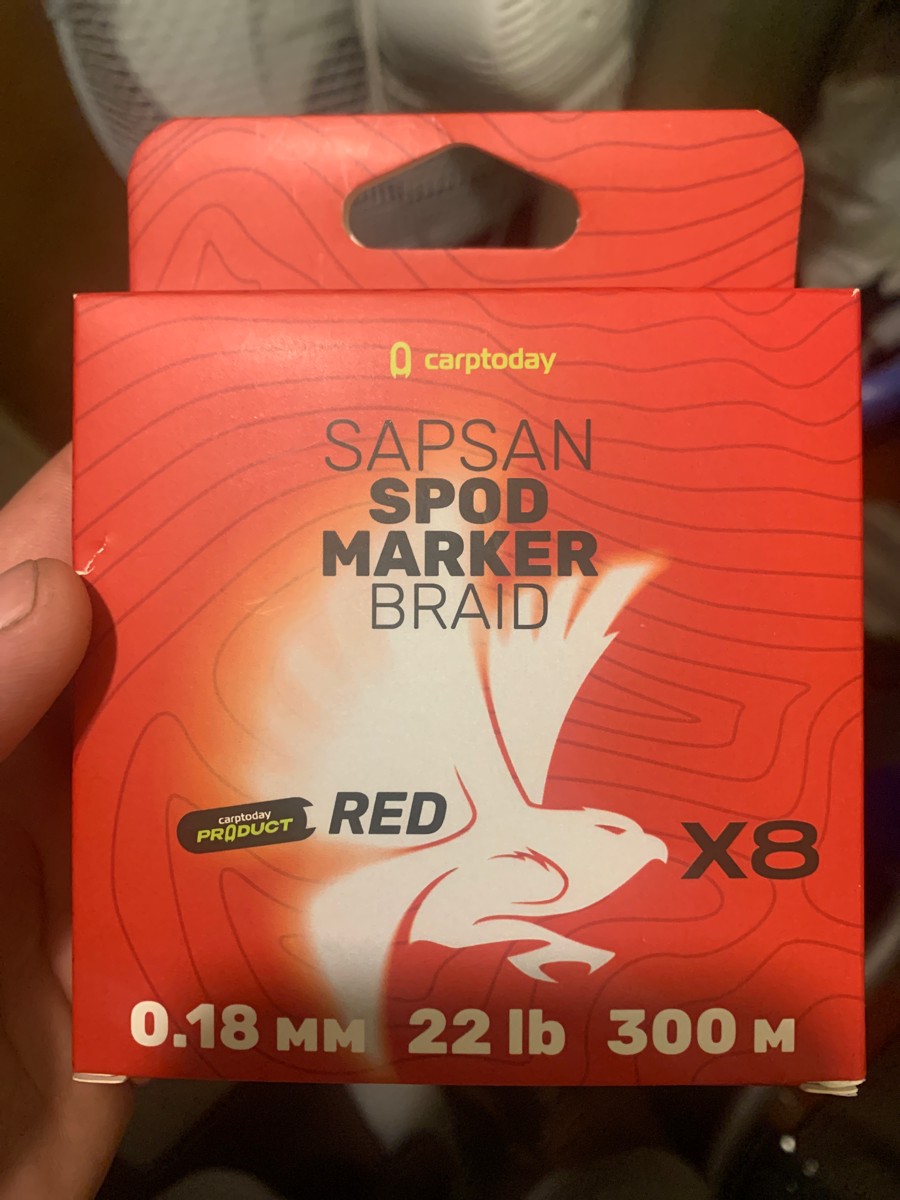 carptoday
SAPSAN
SPOD
MARKER
BRAID
carptoday
PRODUCT
RED
X8
0.18 мм 22 lb 300 м